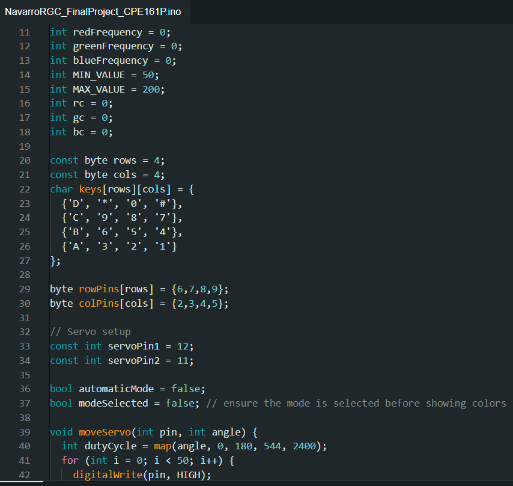 NavarroRGC_FinalProject_CPE161P.ino
11 int redFrequency = 0;
12 int greenFrequency = 0;
13 int blueFrequency = 0;
14 int MIN_VALUE = 50;
15 int MAX_VALUE = 200;
16 int rc = 0;
17 int gc = 0;
18 int bc = 0;
19
20 const byte rows = 4;
21 const byte cols = 4;
22 char keys[rows][cols] = {
23 {'D', '*', '0', '#'},
24 {'C', '9', '8', '7'},
25 {'B', '6', '5', '4'},
26 {'A', '3', '2', '1'}
27 };
28
29 byte rowPins[rows] = {6,7,8,9};
30 byte colPins[cols] = {2,3,4,5};
31
32 // Servo setup
33 const int servoPin1 = 12;
34 const int servoPin2 = 11;
35
36 bool automaticMode = false;
37 bool modeSelected = false; // ensure the mode is selected before showing colors
38
39 void moveServo(int pin, int angle) {
40 int dutyCycle = map(angle, 0, 180, 544, 2400);
41 for (int i = 0; i < 50; i++) {
42 digitalWrite(pin, HIGH);